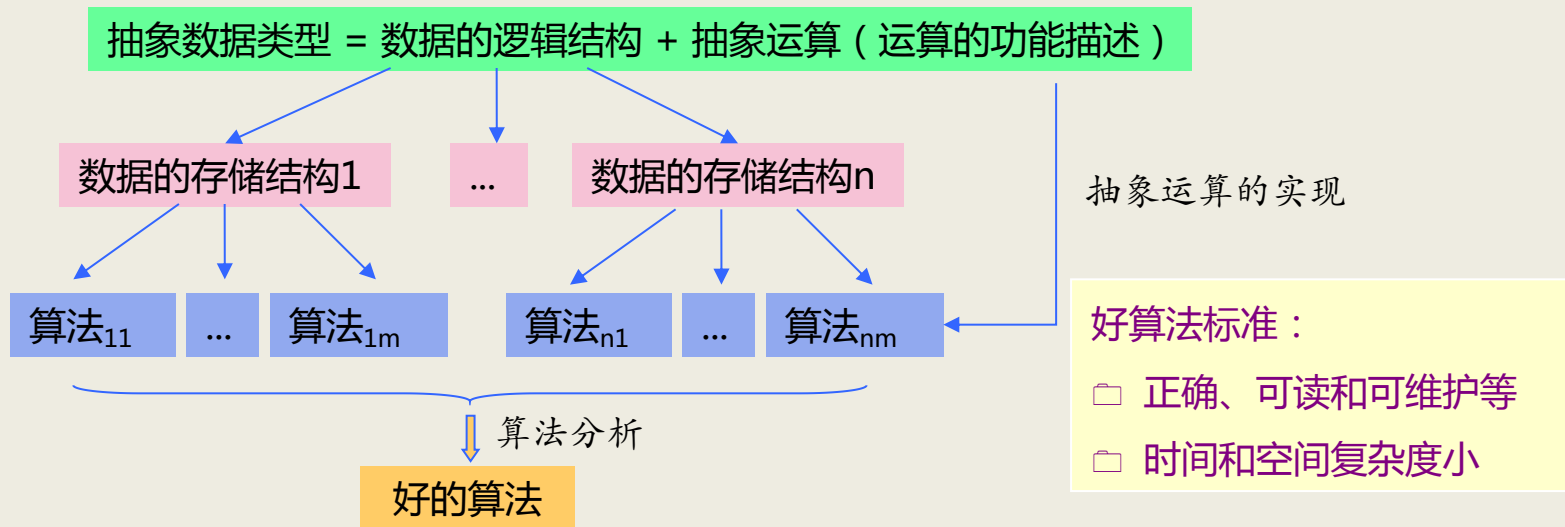 抽象数据类型 = 数据的逻辑结构 + 抽象运算（运算的功能描述）
数据的存储结构1
...
数据的存储结构n
抽象运算的实现
算法11
...
算法1m
算法n1
...
算法nm
算法分析
好的算法
好算法标准：
正确、可读和可维护等
时间和空间复杂度小